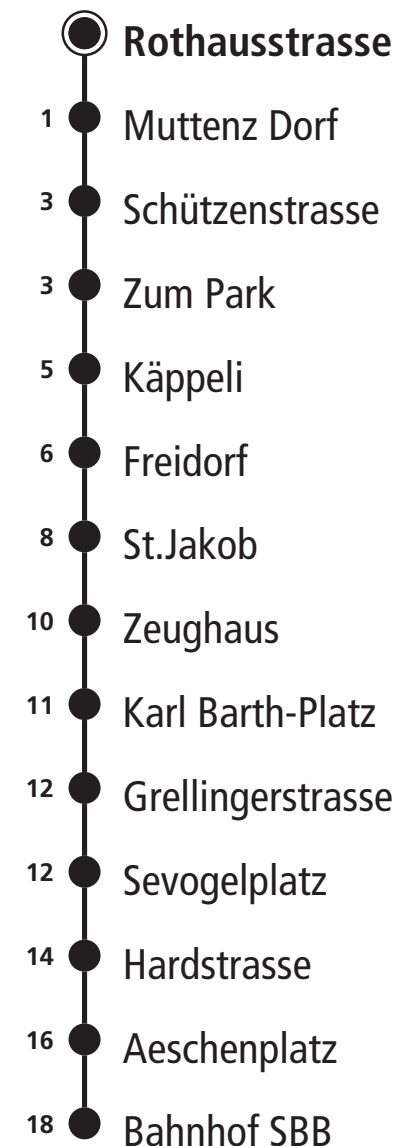 Rothausstrasse
1 Muttenz Dorf
3 Schützenstrasse
3 Zum Park
5 Käppeli
6 Freidorf
8 St.Jakob
10 Zeughaus
11 Karl Barth-Platz
12 Grellingerstrasse
12 Sevogelplatz
14 Hardstrasse
16 Aeschenplatz
18 Bahnhof SBB